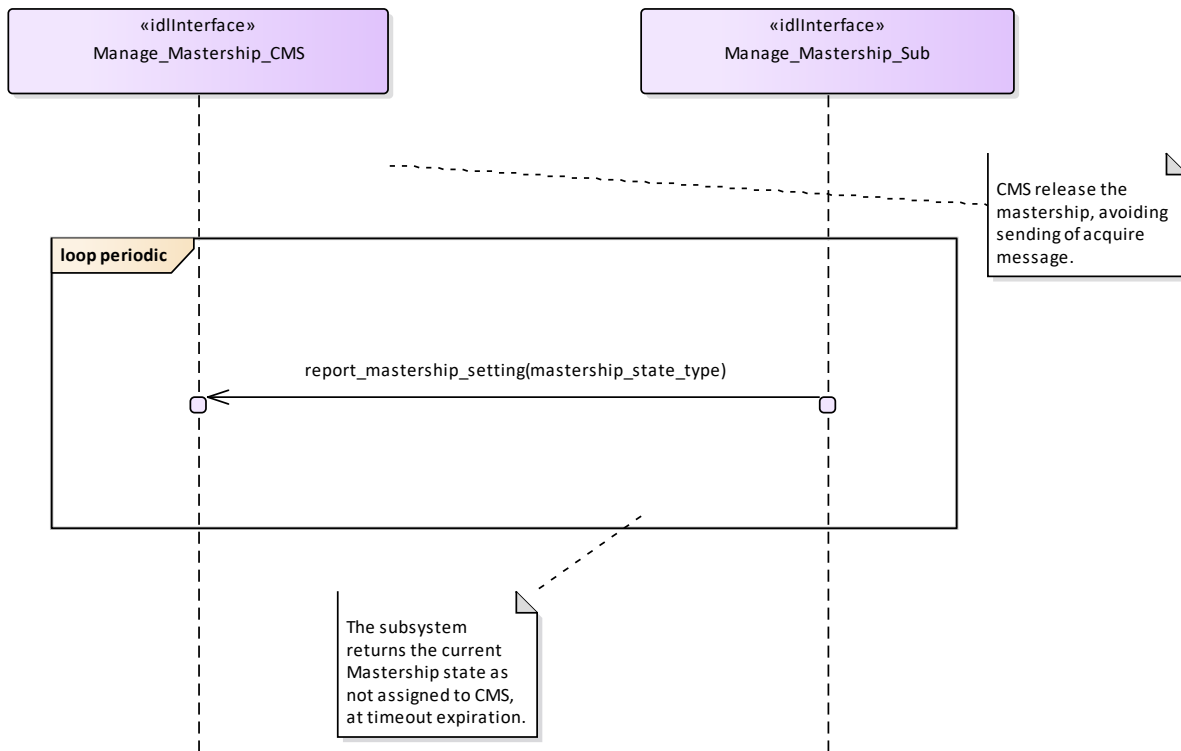 «idlInterface»
Manage_Mastership_CMS
«idlInterface»
Manage_Mastership_Sub
CMS release the
mastership, avoiding
sending of acquire
message.
loop periodic
report_mastership_setting(mastership_state_type)
The subsystem
returns the current
Mastership state as
not assigned to CMS,
at timeout expiration.